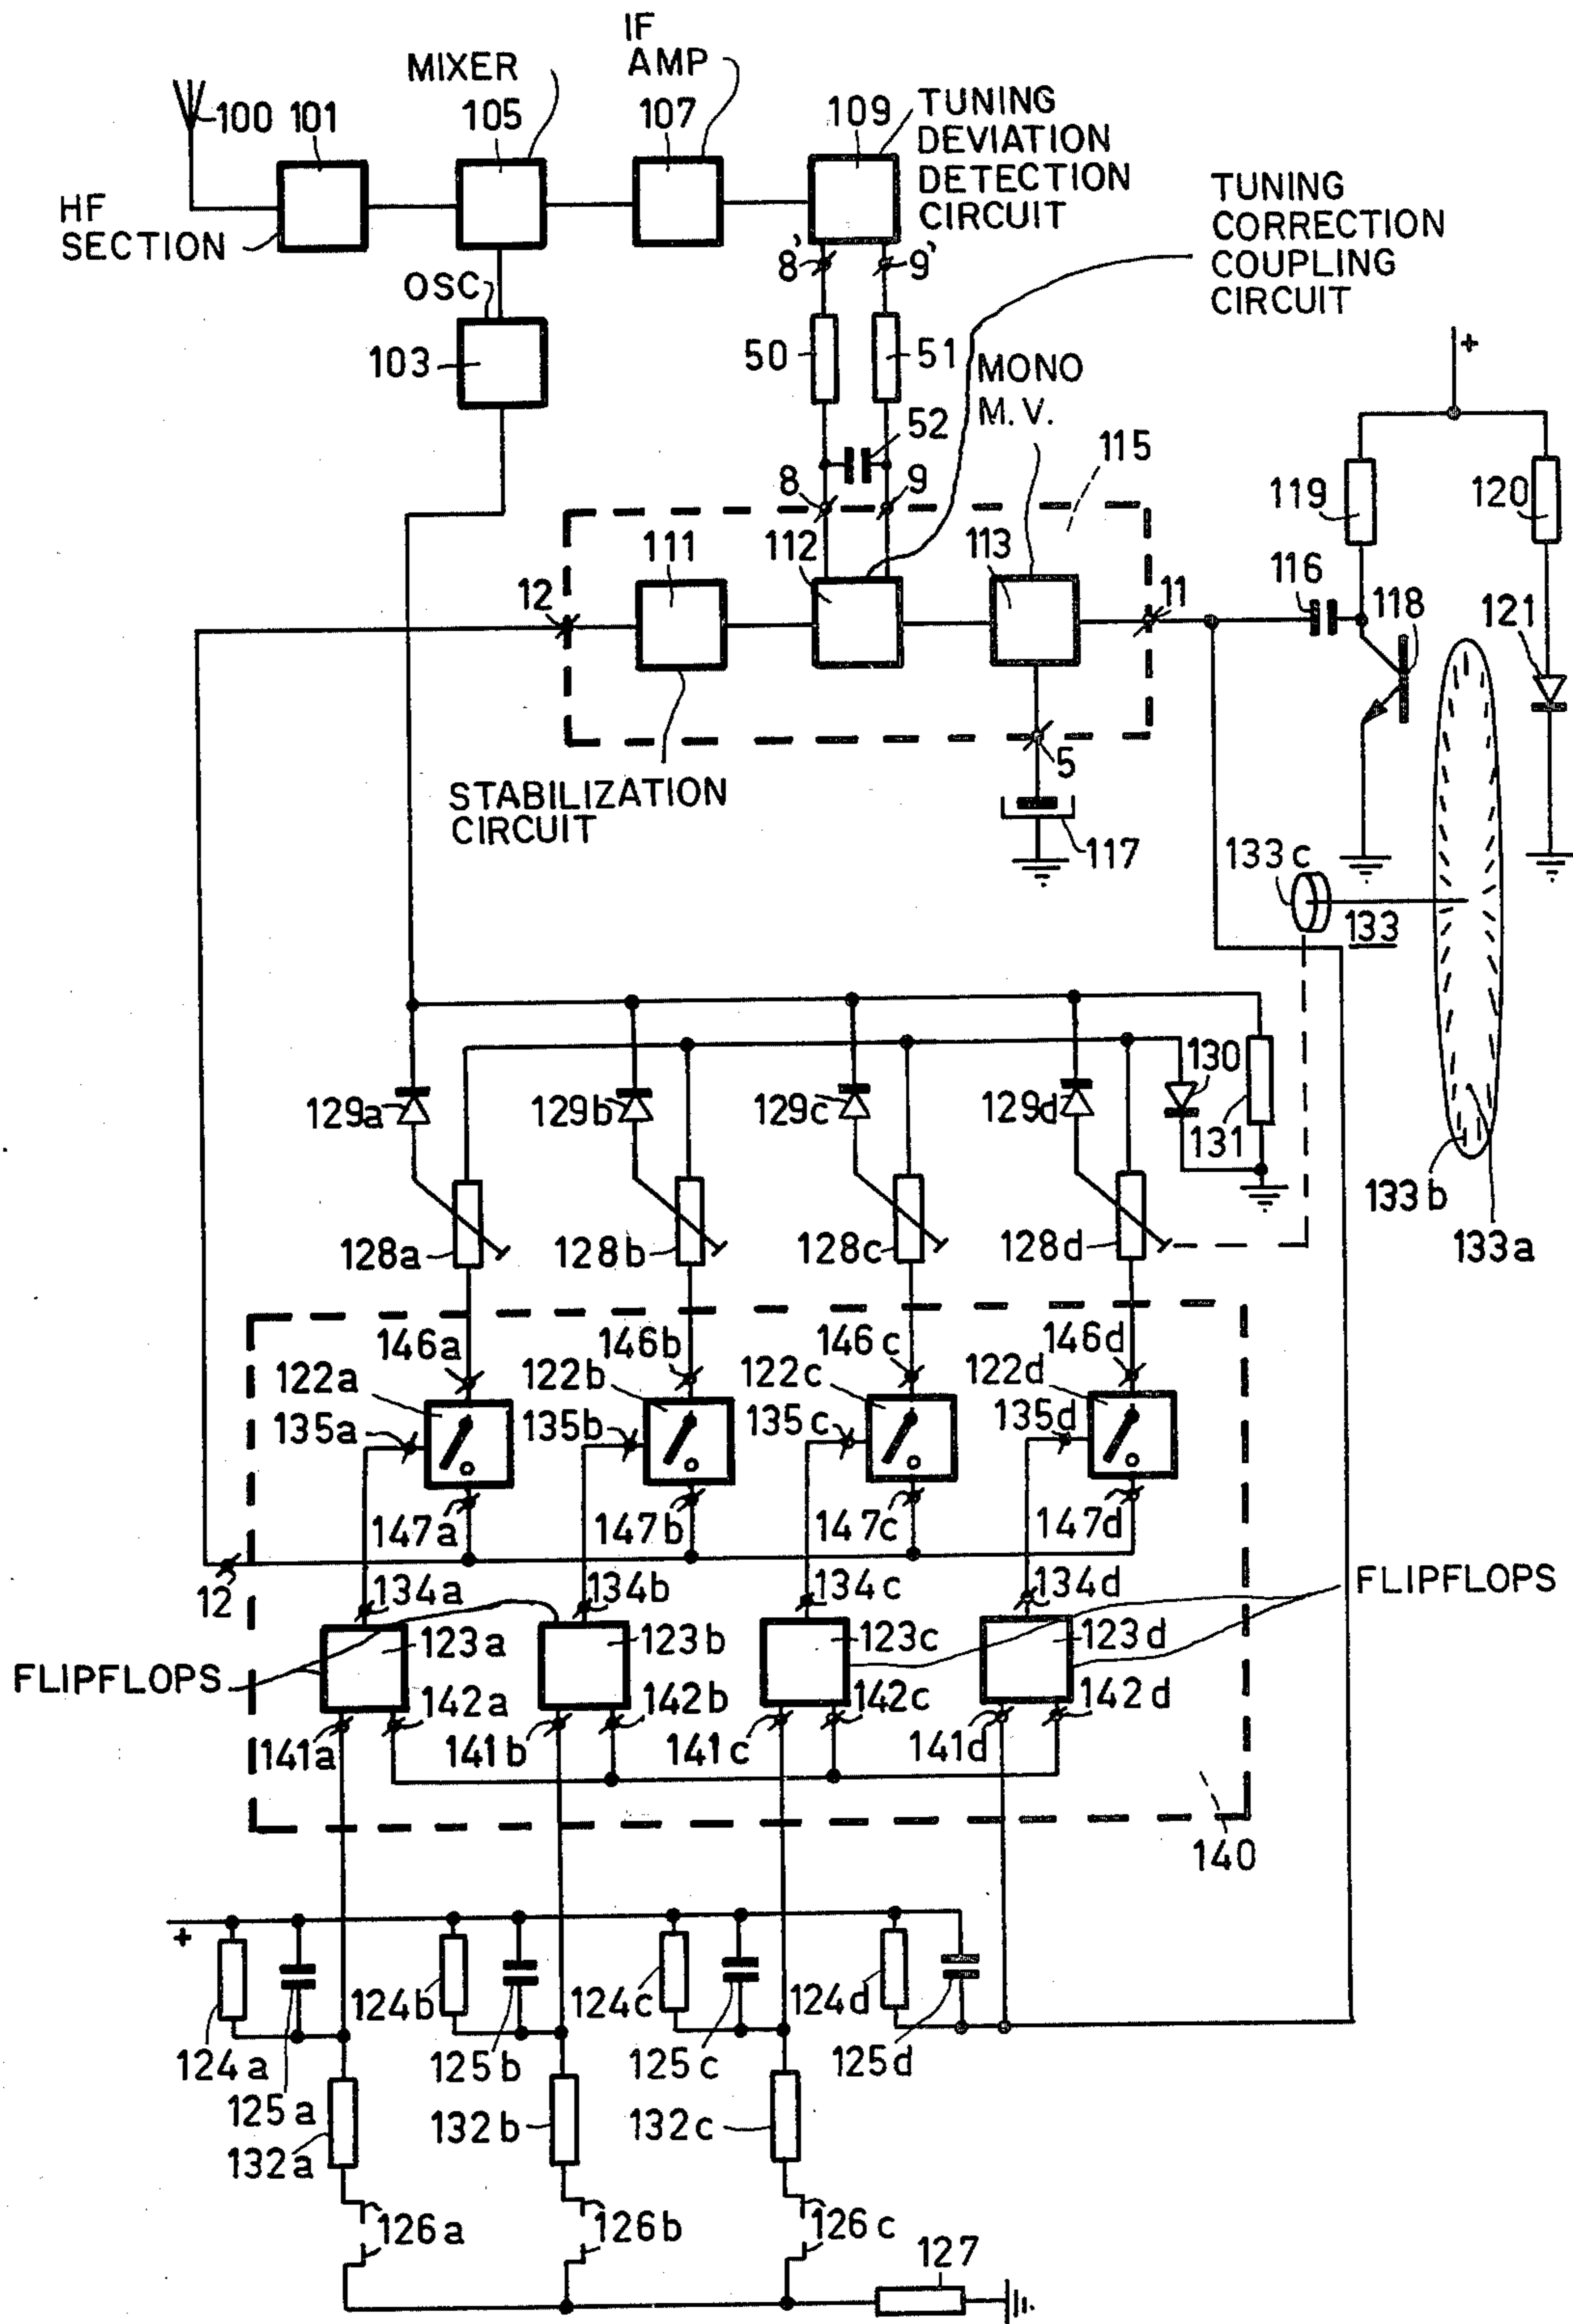 IF
AMP
MIXER
100 101
105
107
109
TUNING
DEVIATION
DETECTION
CIRCUIT
HF
SECTION
TUNING
CORRECTION
COUPLING
CIRCUIT
8' 9'
OSC
103
50
51
MONO
M.V.
+
52
115
8 9
119
120
111
112
113
116
12
11
118
121
5
STABILIZATION
CIRCUIT
117
133c
133
129a
129b
129c
129d
130
131
133b
128a
128b
128c
128d
133a
146a
146b
146c
146d
122a
122b
122c
122d
135a
135b
135c
135d
147a
147b
147c
147d
12
134a
134b
134c
134d
FLIPFLOPS
123a
123b
123c
123d
FLIPFLOPS
142a
142b
142c
142d
141a
141b
141c
141d
140
+
124a
124b
124c
124d
125a
125b
125c
125d
132a
132b
132c
126a
126b
126c
127